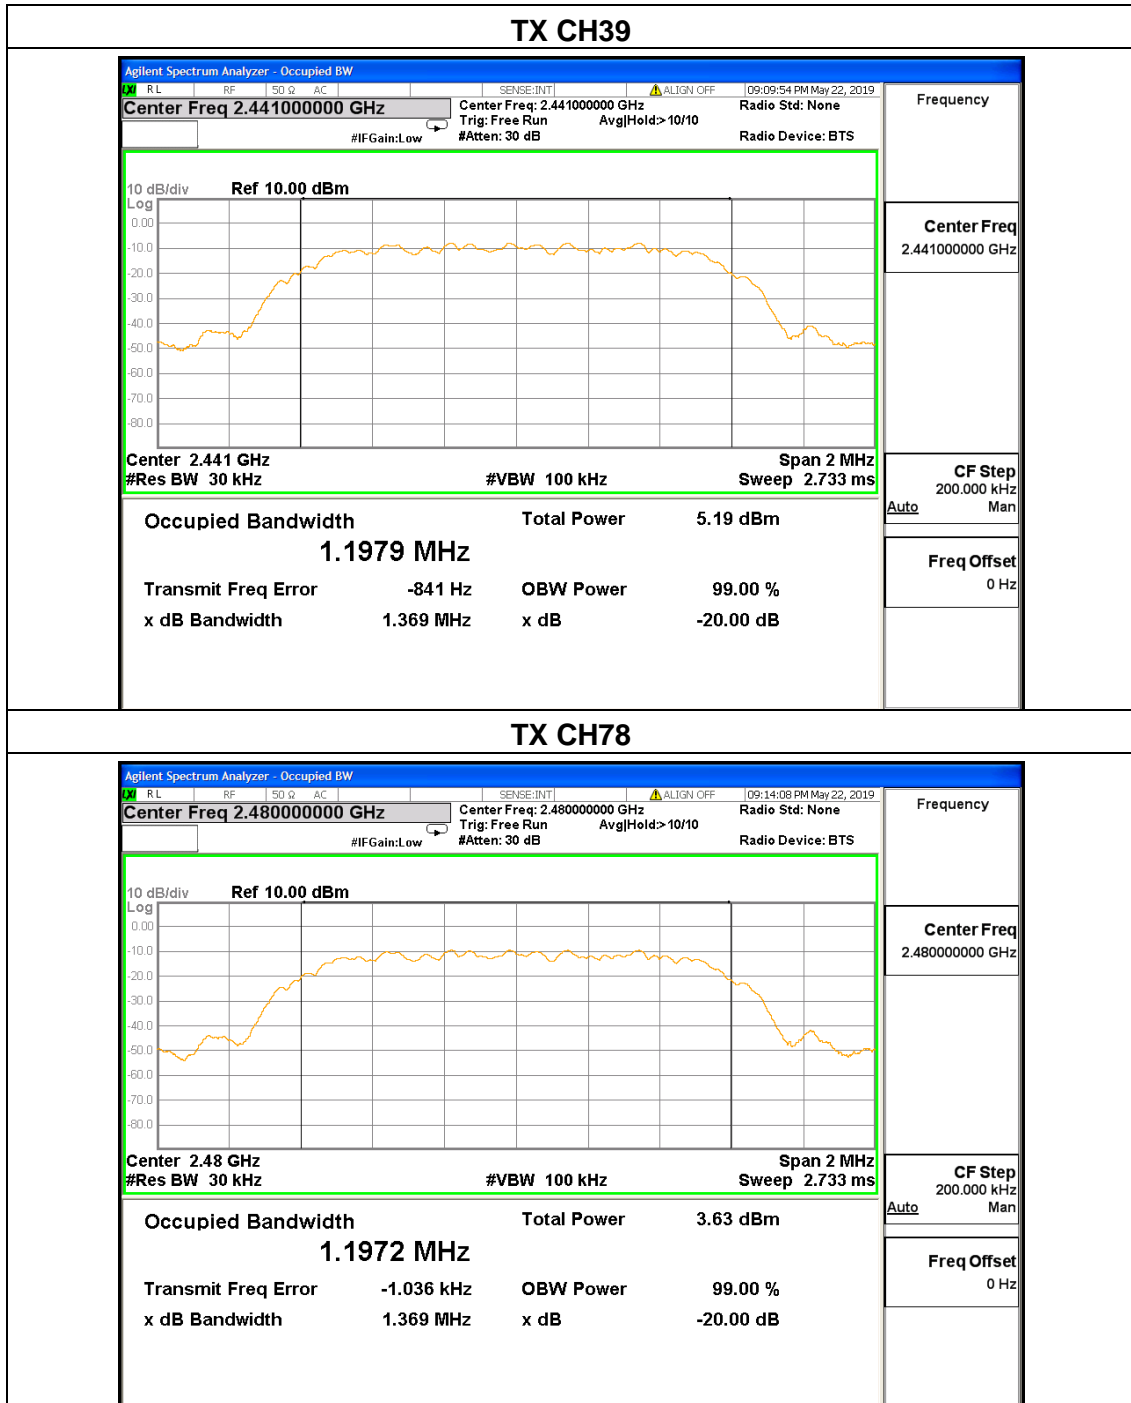 TX CH39
Agilent Spectrum Analyzer - Occupied BW
LXI RL RF 50 Ω AC SENSE:INT ALIGN OFF 09:09:54 PM May 22, 2019
Center Freq 2.441000000 GHz
Center Freq: 2.441000000 GHz Radio Std: None
Trig: Free Run Avg|Hold:>10/10
#IFGain:Low #Atten: 30 dB Radio Device: BTS
Frequency
10 dB/div Ref 10.00 dBm
Log
0.00
-10.0
-20.0
-30.0
-40.0
-50.0
-60.0
-70.0
-80.0
Center Freq
2.441000000 GHz
Center 2.441 GHz Span 2 MHz
#Res BW 30 kHz #VBW 100 kHz Sweep 2.733 ms
CF Step
200.000 kHz
Auto Man
Occupied Bandwidth Total Power 5.19 dBm
1.1979 MHz
Freq Offset
0 Hz
Transmit Freq Error -841 Hz OBW Power 99.00 %
x dB Bandwidth 1.369 MHz x dB -20.00 dB
TX CH78
Agilent Spectrum Analyzer - Occupied BW
LXI RL RF 50 Ω AC SENSE:INT ALIGN OFF 09:14:08 PM May 22, 2019
Center Freq 2.480000000 GHz
Center Freq: 2.480000000 GHz Radio Std: None
Trig: Free Run Avg|Hold:>10/10
#IFGain:Low #Atten: 30 dB Radio Device: BTS
Frequency
10 dB/div Ref 10.00 dBm
Log
0.00
-10.0
-20.0
-30.0
-40.0
-50.0
-60.0
-70.0
-80.0
Center Freq
2.480000000 GHz
Center 2.48 GHz Span 2 MHz
#Res BW 30 kHz #VBW 100 kHz Sweep 2.733 ms
CF Step
200.000 kHz
Auto Man
Occupied Bandwidth Total Power 3.63 dBm
1.1972 MHz
Freq Offset
0 Hz
Transmit Freq Error -1.036 kHz OBW Power 99.00 %
x dB Bandwidth 1.369 MHz x dB -20.00 dB